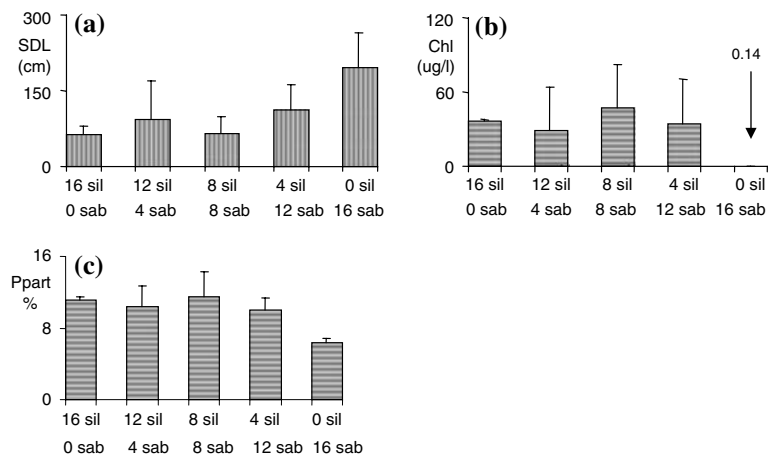 (a)
300
SDL
(cm)
150
0
16 sil 12 sil 8 sil 4 sil 0 sil
0 sab 4 sab 8 sab 12 sab 16 sab
(b)
120
Chl
(ug/l)
0.14
60
0
16 sil 12 sil 8 sil 4 sil 0 sil
0 sab 4 sab 8 sab 12 sab 16 sab
(c)
16
Ppart
%
8
0
16 sil 12 sil 8 sil 4 sil 0 sil
0 sab 4 sab 8 sab 12 sab 16 sab